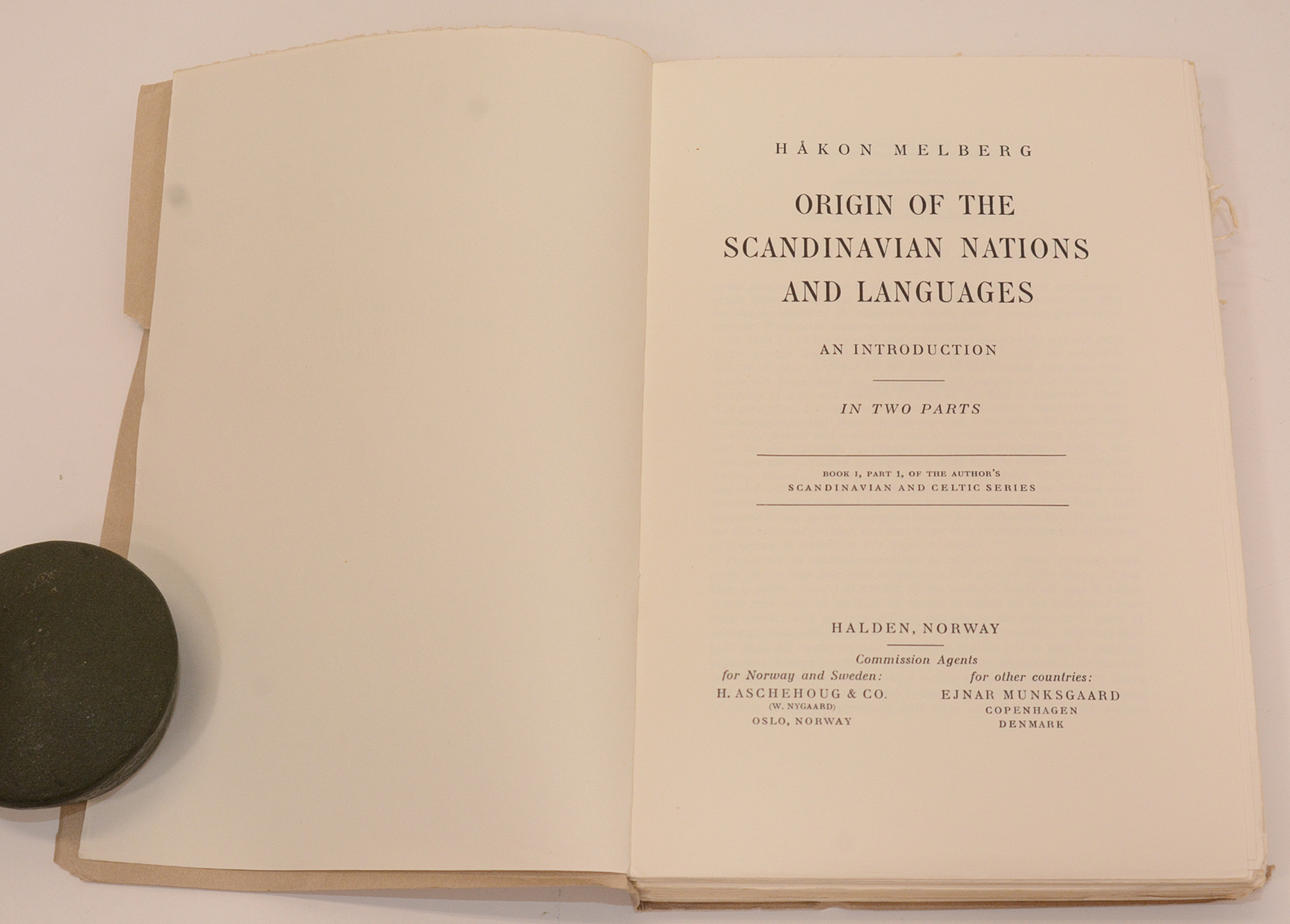 HÅKON MELBERG
ORIGIN OF THE
SCANDINAVIAN NATIONS
AND LANGUAGES
AN INTRODUCTION
IN TWO PARTS
BOOK 1, PART 1, OF THE AUTHOR'S
SCANDINAVIAN AND CELTIC SERIES
HALDEN, NORWAY
Commission Agents
for Norway and Sweden:
H. ASCHEHOUG & CO.
(W. NYGAARD)
OSLO, NORWAY
for other countries:
EJNAR MUNKSGAARD
COPENHAGEN
DENMARK